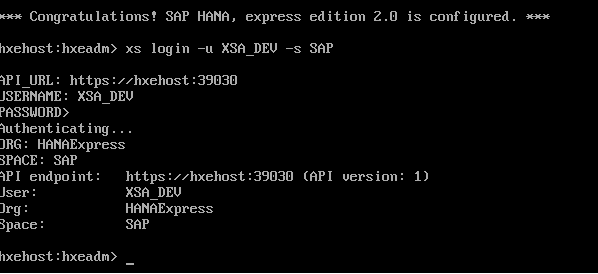 *** Congratulations! SAP HANA, express edition 2.0 is configured. ***
hxehost:hxeadm> xs login -u XSA_DEV -s SAP
API_URL: https://hxehost:39030
USERNAME: XSA_DEV
PASSWORD>
Authenticating...
ORG: HANAExpress
SPACE: SAP
API endpoint:   https://hxehost:39030 (API version: 1)
User:           XSA_DEV
Org:            HANAExpress
Space:          SAP
hxehost:hxeadm> _